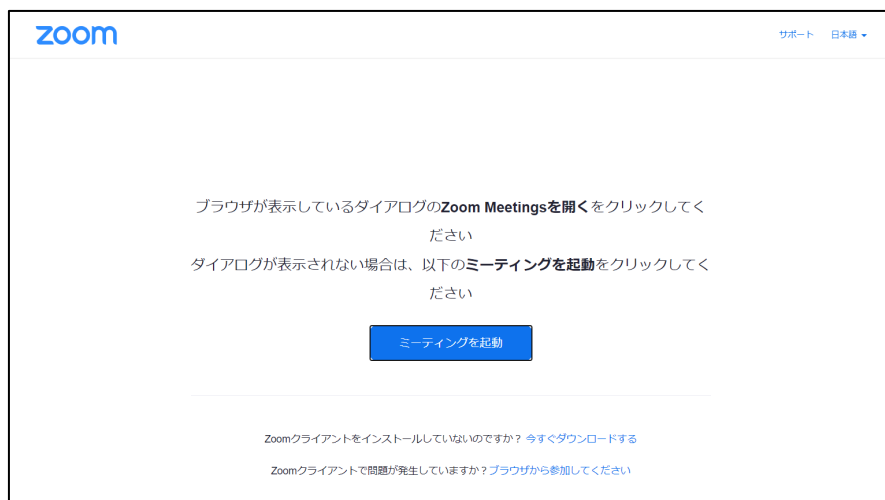 zoom
サポート 日本語
ブラウザが表示しているダイアログのZoom Meetingsを開くをクリックしてく
ださい
ダイアログが表示されない場合は、以下のミーティングを起動をクリックしてく
ださい
ミーティングを起動
Zoomクライアントをインストールしていないのですか？ 今すぐダウンロードする
Zoomクライアントで問題が発生していますか？ブラウザから参加してください